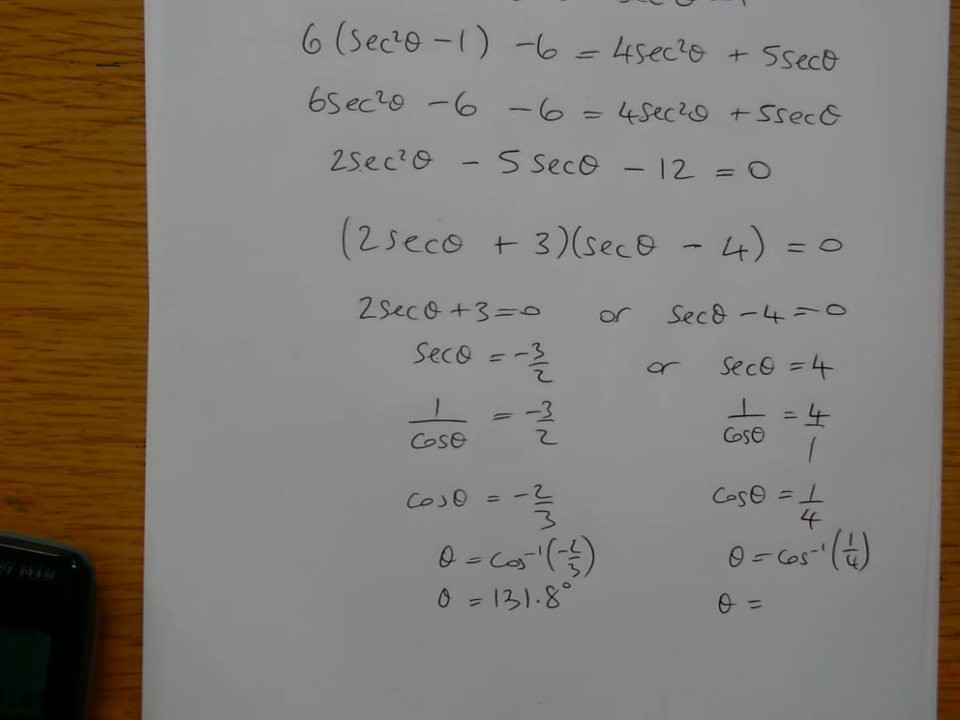 6(sec²θ - 1) - 6 = 4sec²θ + 5secθ
6sec²θ - 6 - 6 = 4sec²θ + 5secθ
2sec²θ - 5secθ - 12 = 0
(2secθ + 3)(secθ - 4) = 0
2secθ + 3 = 0 or secθ - 4 = 0
secθ = -3/2 or secθ = 4
1/cosθ = -3/2 1/cosθ = 4/1
cosθ = -2/3 cosθ = 1/4
θ = cos⁻¹(-2/3) θ = cos⁻¹(1/4)
θ = 131.8° θ =